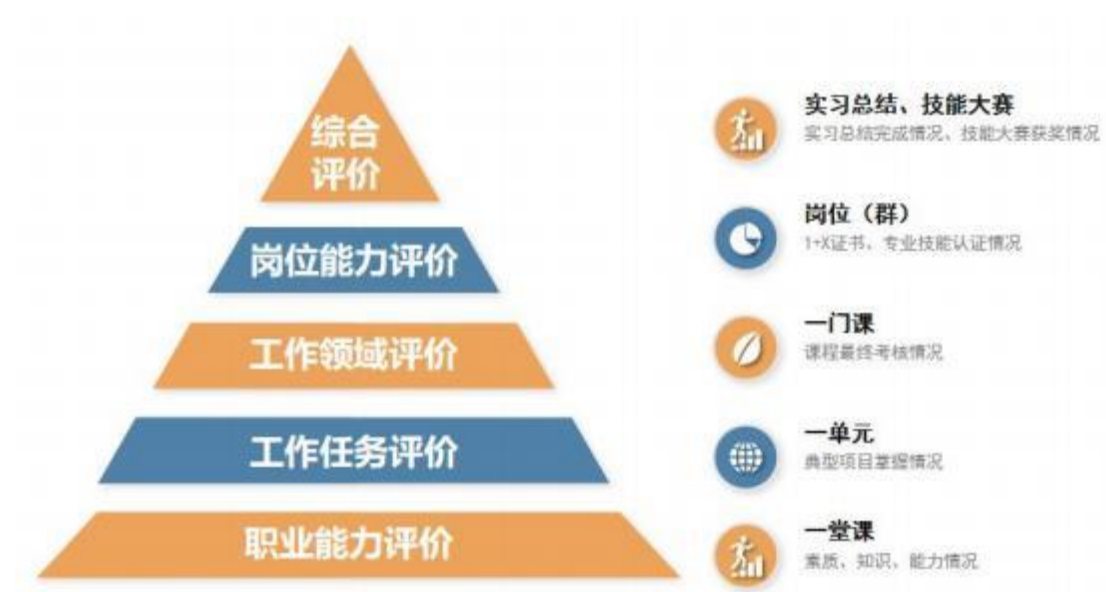 综合
评价
实习总结、技能大赛
实习总结完成情况、技能大赛获奖情况
岗位能力评价
岗位（群）
1+X证书、专业技能认证情况
工作领域评价
一门课
课程最终考核情况
工作任务评价
一单元
典型项目掌握情况
职业能力评价
一堂课
素质、知识、能力情况